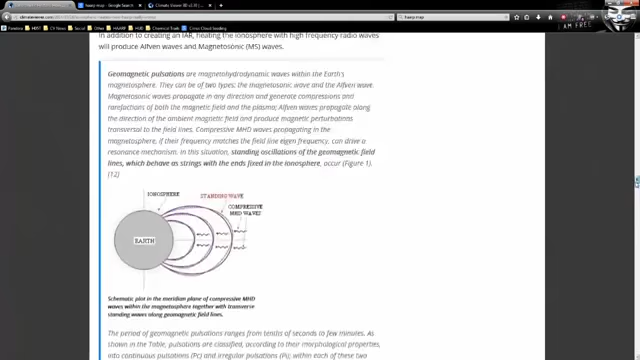 haarp map - Google Search
Climate Viewer 3D
haarp map
I AM FREE
In addition to creating an IAR, heating the ionosphere with high frequency radio waves
will produce Alfven waves and Magnetosonic (MS) waves.
Geomagnetic pulsations are magnetohydrodynamic waves within the Earth's
magnetosphere. They can be of two types: the magnetosonic wave and the Alfven wave.
Magnetosonic waves propagate in any direction and generate compressions and
rarefactions of both the magnetic field and the plasma; Alfven waves propagate along
the direction of the ambient magnetic field and produce magnetic perturbations
transversal to the field lines. Compressive MHD waves propagating in the
magnetosphere, if their frequency matches the field line eigen frequency, can drive a
resonance mechanism. In this situation, standing oscillations of the geomagnetic field
lines, which behave as strings with the ends fixed in the ionosphere, occur (Figure 1).
[12]
IONOSPHERE
STANDING WAVE
COMPRESSIVE
MHD WAVES
EARTH
Schematic plot in the meridian plane of compressive MHD
waves within the magnetosphere together with transverse
standing waves along geomagnetic field lines.
The period of geomagnetic pulsations ranges from tenths of seconds to few minutes. As
shown in the Table, pulsations are classified, according to their morphological properties,
into continuous pulsations (Pc) and irregular pulsations (Pi); within each of these two